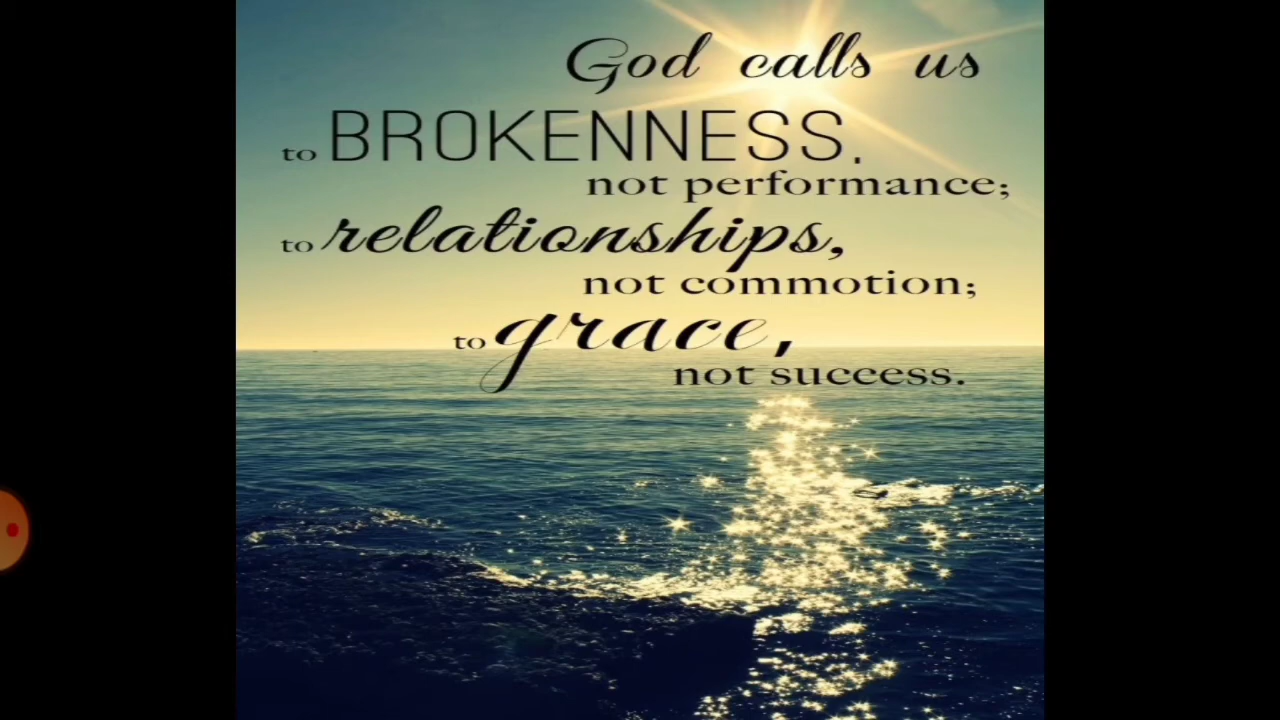 God calls us
to BROKENNESS.
not performance;
to relationships,
not commotion;
to grace,
not success.